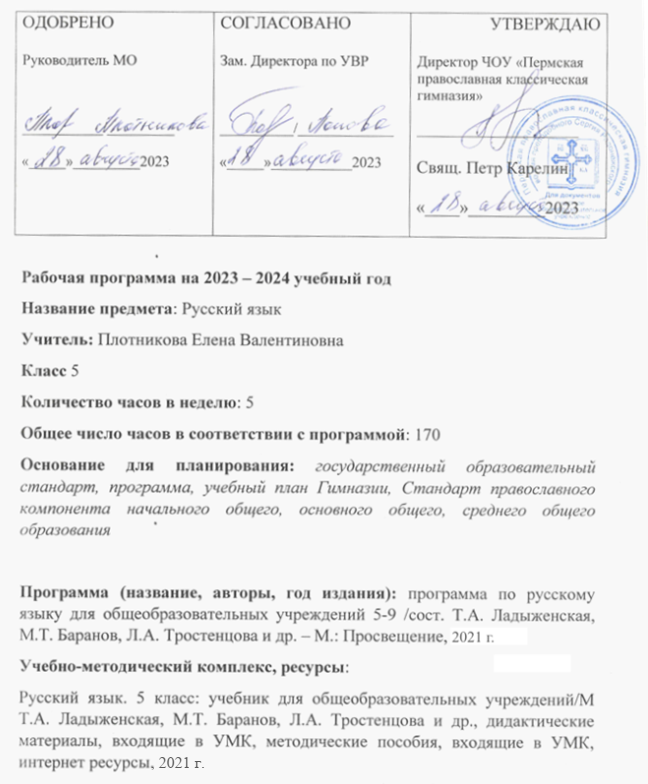 ОДОБРЕНО
Руководитель МО
Плотникова
«28» августа 2023
СОГЛАСОВАНО
Зам. Директора по УВР
Попова
«28» августа 2023
УТВЕРЖДАЮ
Директор ЧОУ «Пермская
православная классическая
гимназия»
Свящ. Петр Карелин
«28» августа 2023
Для документов
Рабочая программа на 2023 – 2024 учебный год
Название предмета: Русский язык
Учитель: Плотникова Елена Валентиновна
Класс 5
Количество часов в неделю: 5
Общее число часов в соответствии с программой: 170
Основание для планирования: государственный образовательный
стандарт, программа, учебный план Гимназии, Стандарт православного
компонента начального общего, основного общего, среднего общего
образования
Программа (название, авторы, год издания): программа по русскому
языку для общеобразовательных учреждений 5-9 /сост. Т.А. Ладыженская,
М.Т. Баранов, Л.А. Тростенцова и др. – М.: Просвещение, 2021 г.
Учебно-методический комплекс, ресурсы:
Русский язык. 5 класс: учебник для общеобразовательных учреждений/М
Т.А. Ладыженская, М.Т. Баранов, Л.А. Тростенцова и др., дидактические
материалы, входящие в УМК, методические пособия, входящие в УМК,
интернет ресурсы, 2021 г.